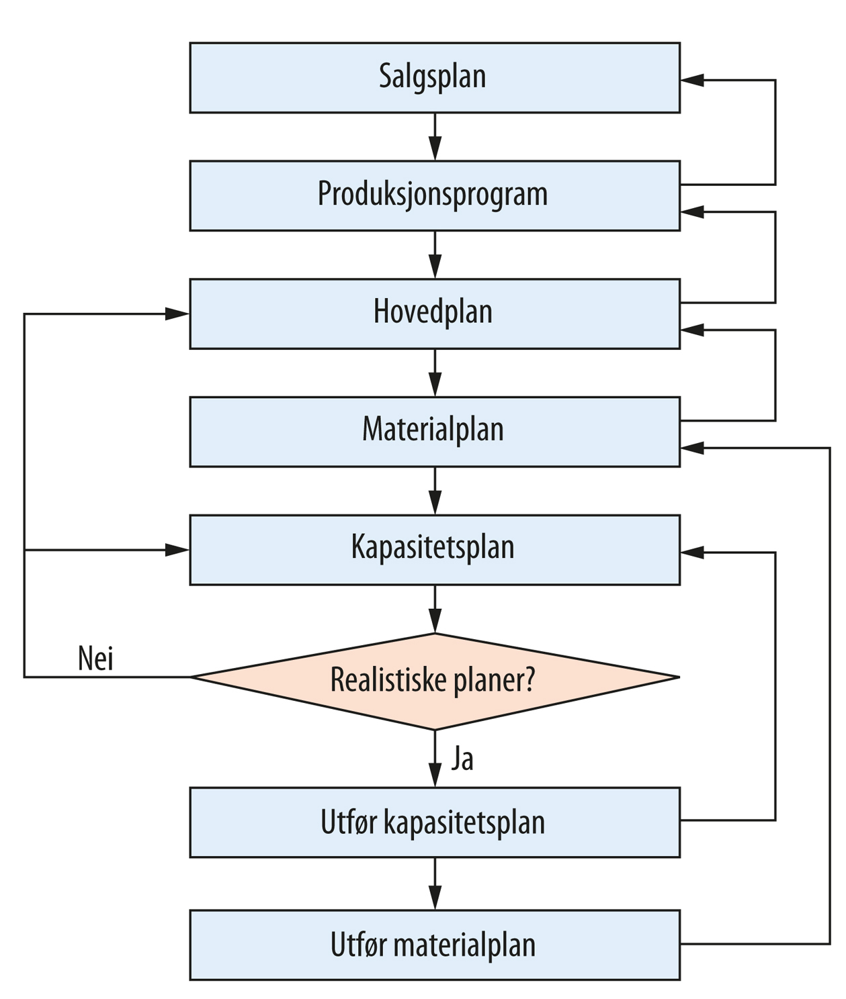 Salgsplan
Produksjonsprogram
Hovedplan
Materialplan
Kapasitetsplan
Nei
Realistiske planer?
Ja
Utfør kapasitetsplan
Utfør materialplan